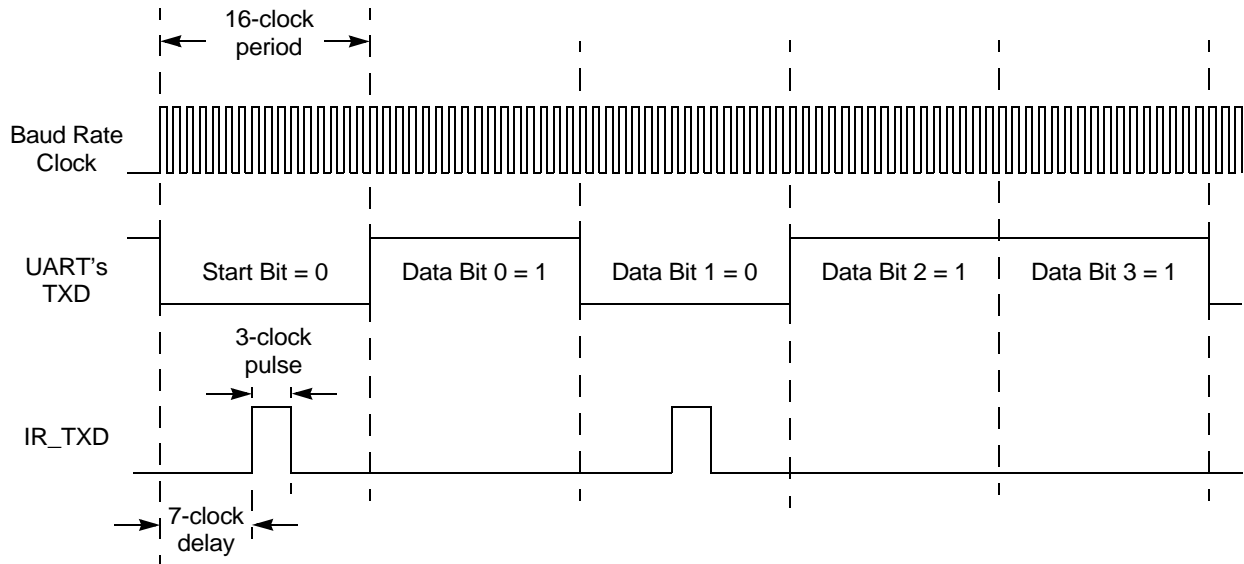 16-clock
period
Baud Rate
Clock
UART's
TXD
Start Bit = 0
Data Bit 0 = 1
Data Bit 1 = 0
Data Bit 2 = 1
Data Bit 3 = 1
3-clock
pulse
IR_TXD
7-clock
delay